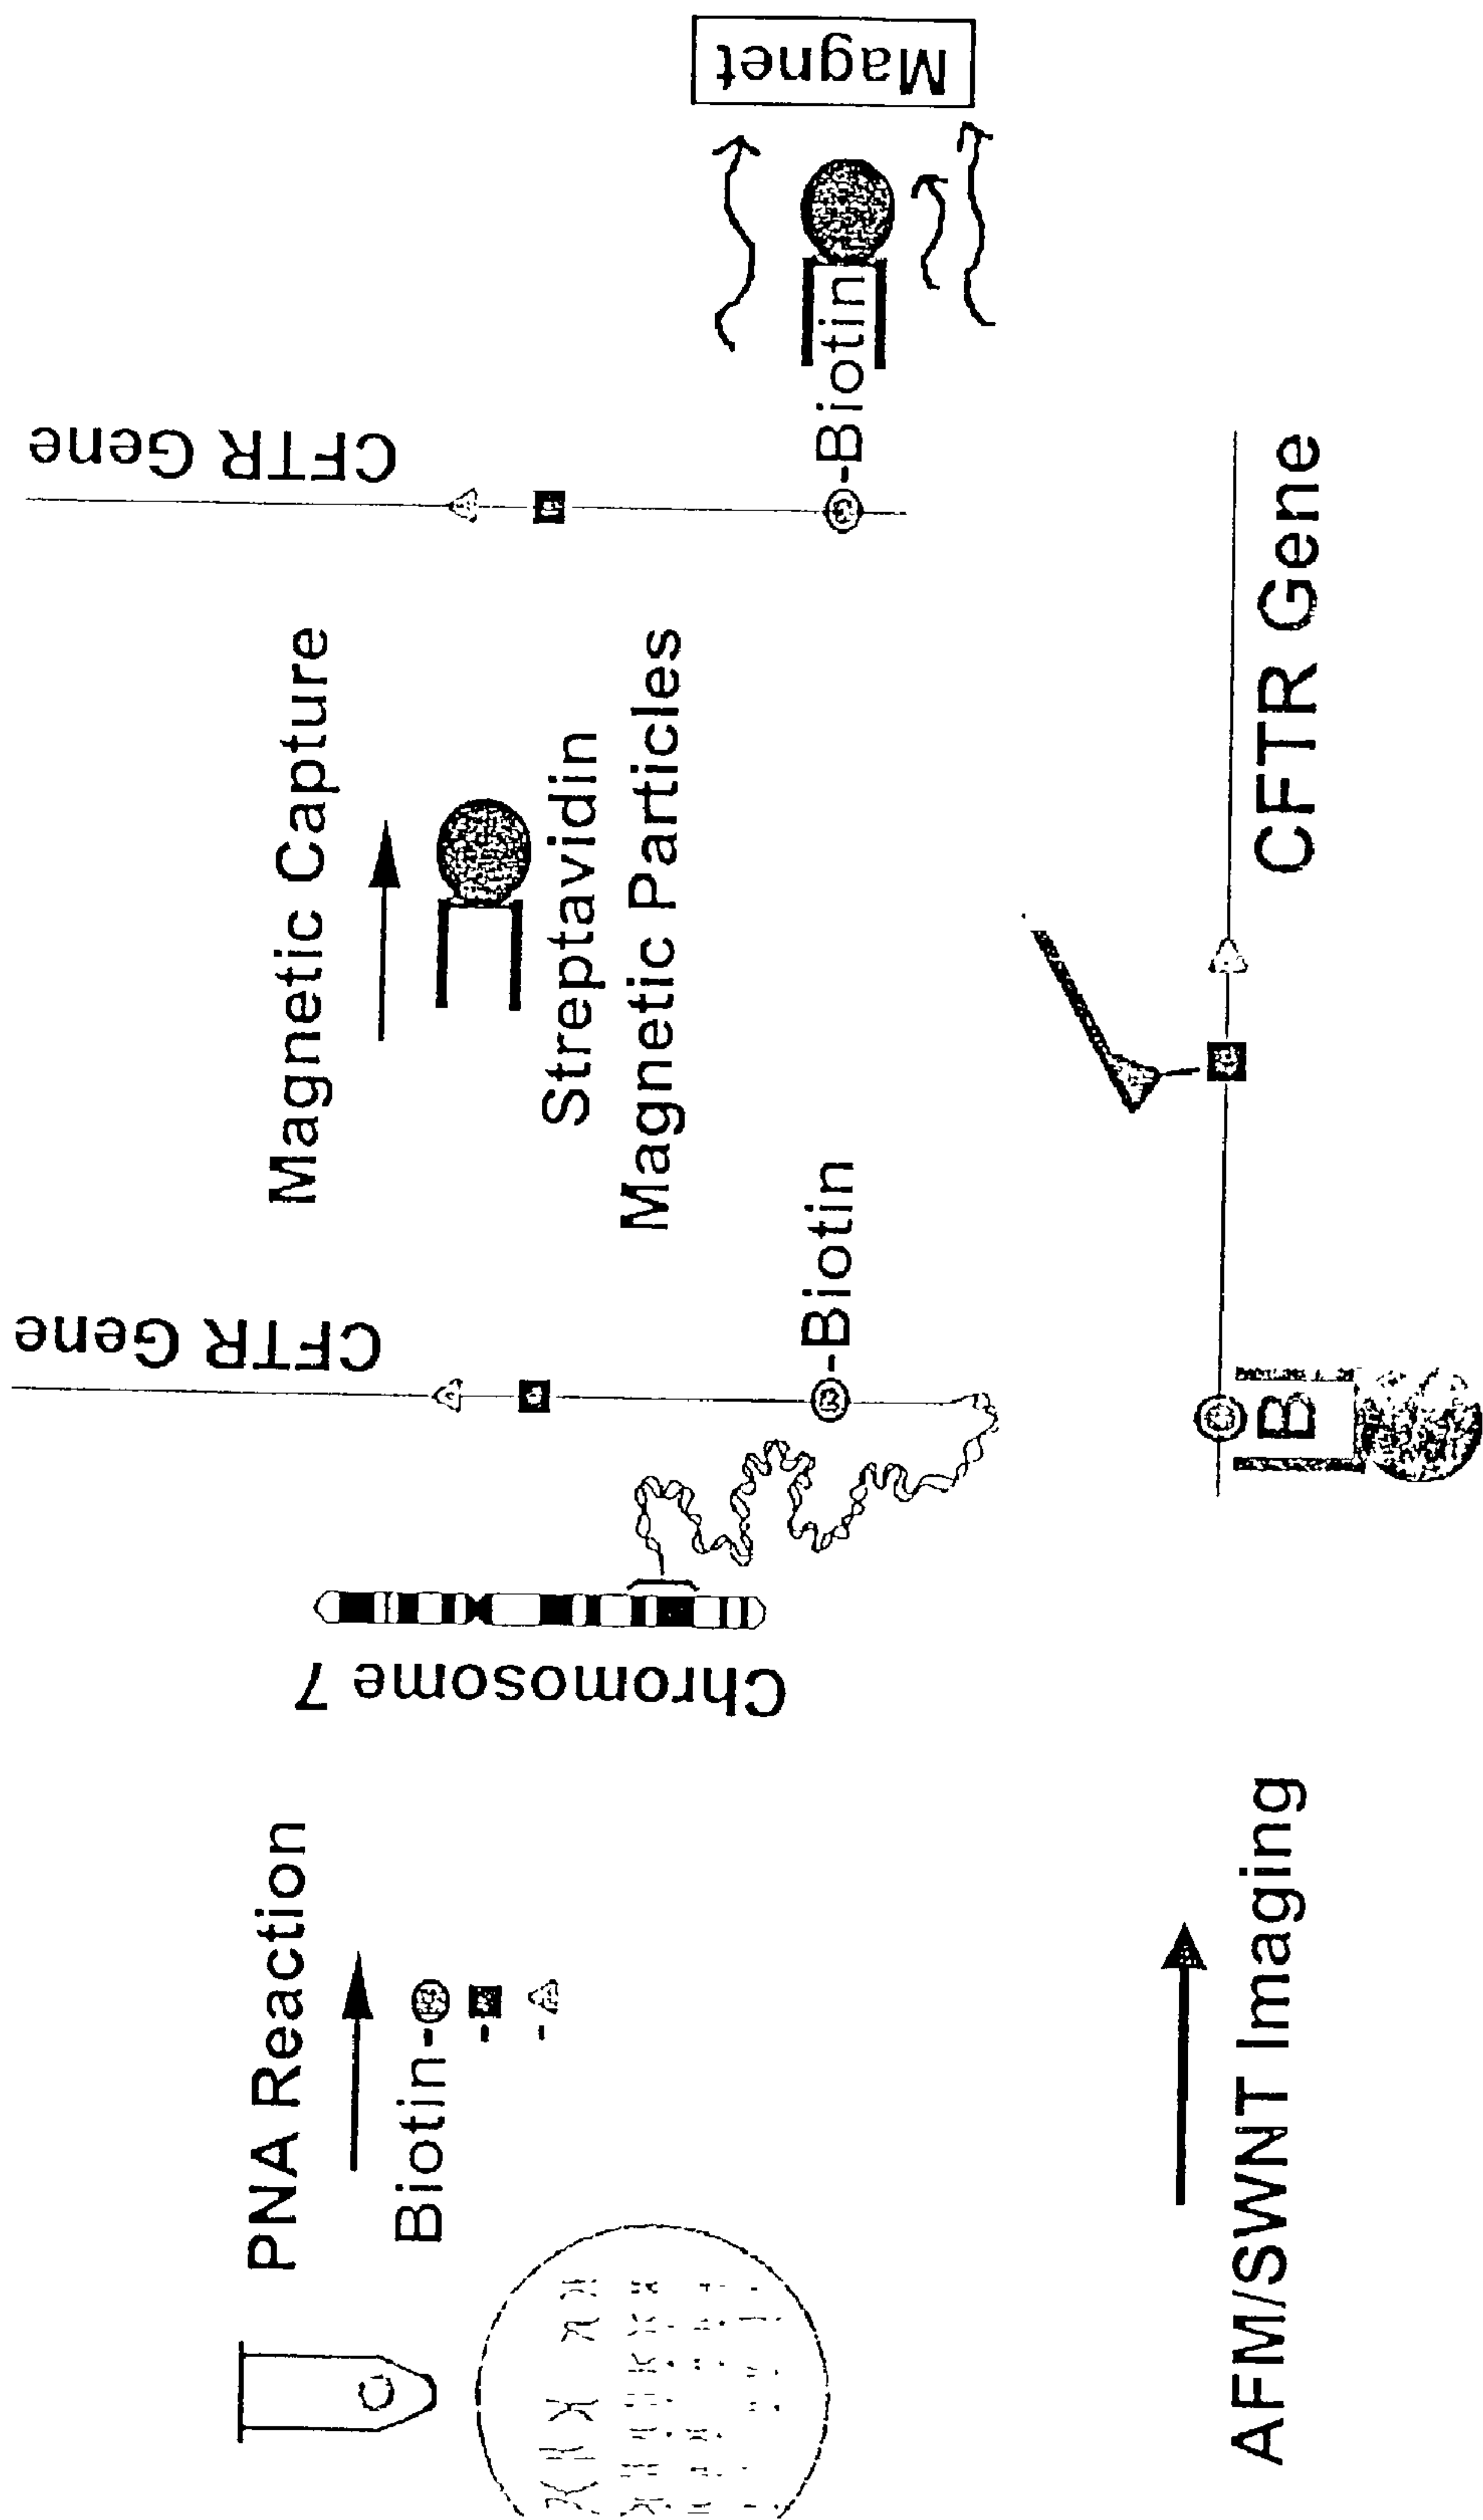 PNA Reaction
Biotin-
-
-
Chromosome 7
CFTR Gene
-Biotin
Magnetic Capture
Streptavidin
Magnetic Particles
CFTR Gene
-Biotin
Magnet
AFM/SWNT Imaging
B
CFTR Gene